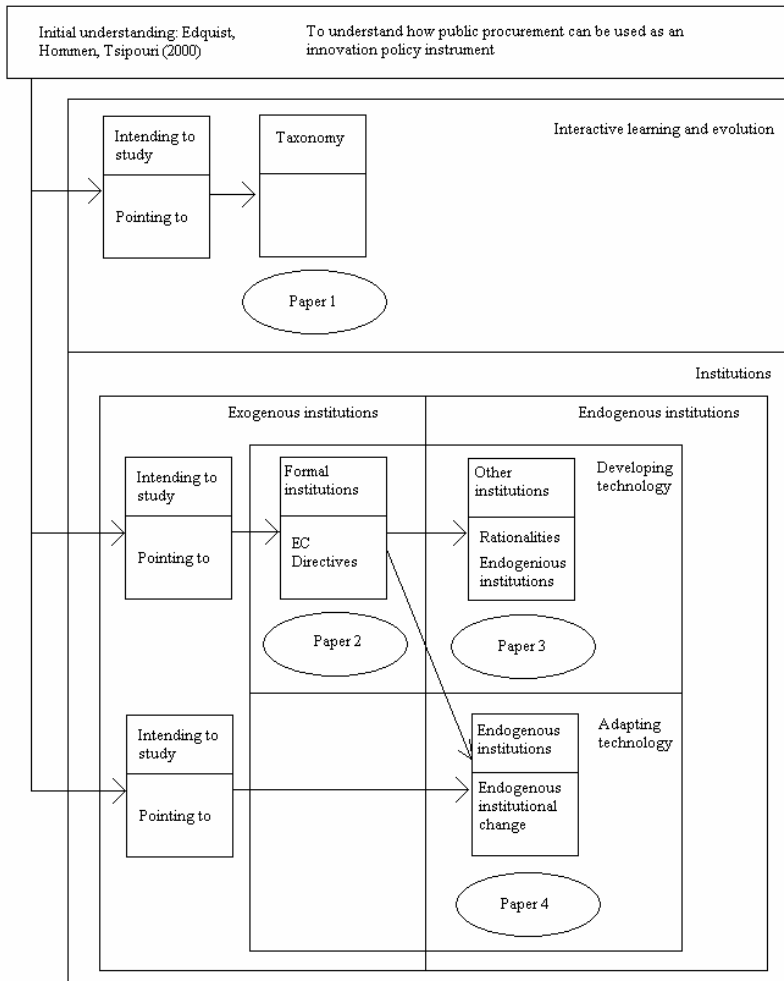 Initial understanding: Edquist,
Hommen, Tsipouri (2000)
To understand how public procurement can be used as an
innovation policy instrument
Interactive learning and evolution
Intending to
study
Pointing to
Taxonomy
Paper 1
Institutions
Exogenous institutions
Endogenous institutions
Intending to
study
Pointing to
Formal
institutions
EC
Directives
Other
institutions
Rationalities
Endogenious
institutions
Developing
technology
Paper 2
Paper 3
Intending to
study
Pointing to
Endogenous
institutions
Endogenous
institutional
change
Adapting
technology
Paper 4